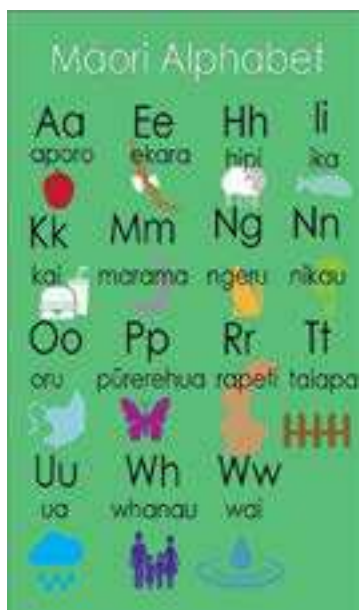 Māori Alphabet
Aa Ee Hh Ii
aporo ekara hipi ika
Kk Mm Ng Nn
kai marama ngeru nikau
Oo Pp Rr Tt
oru pūrerehua rapeti taiapa
Uu Wh Ww
ua whanau wai